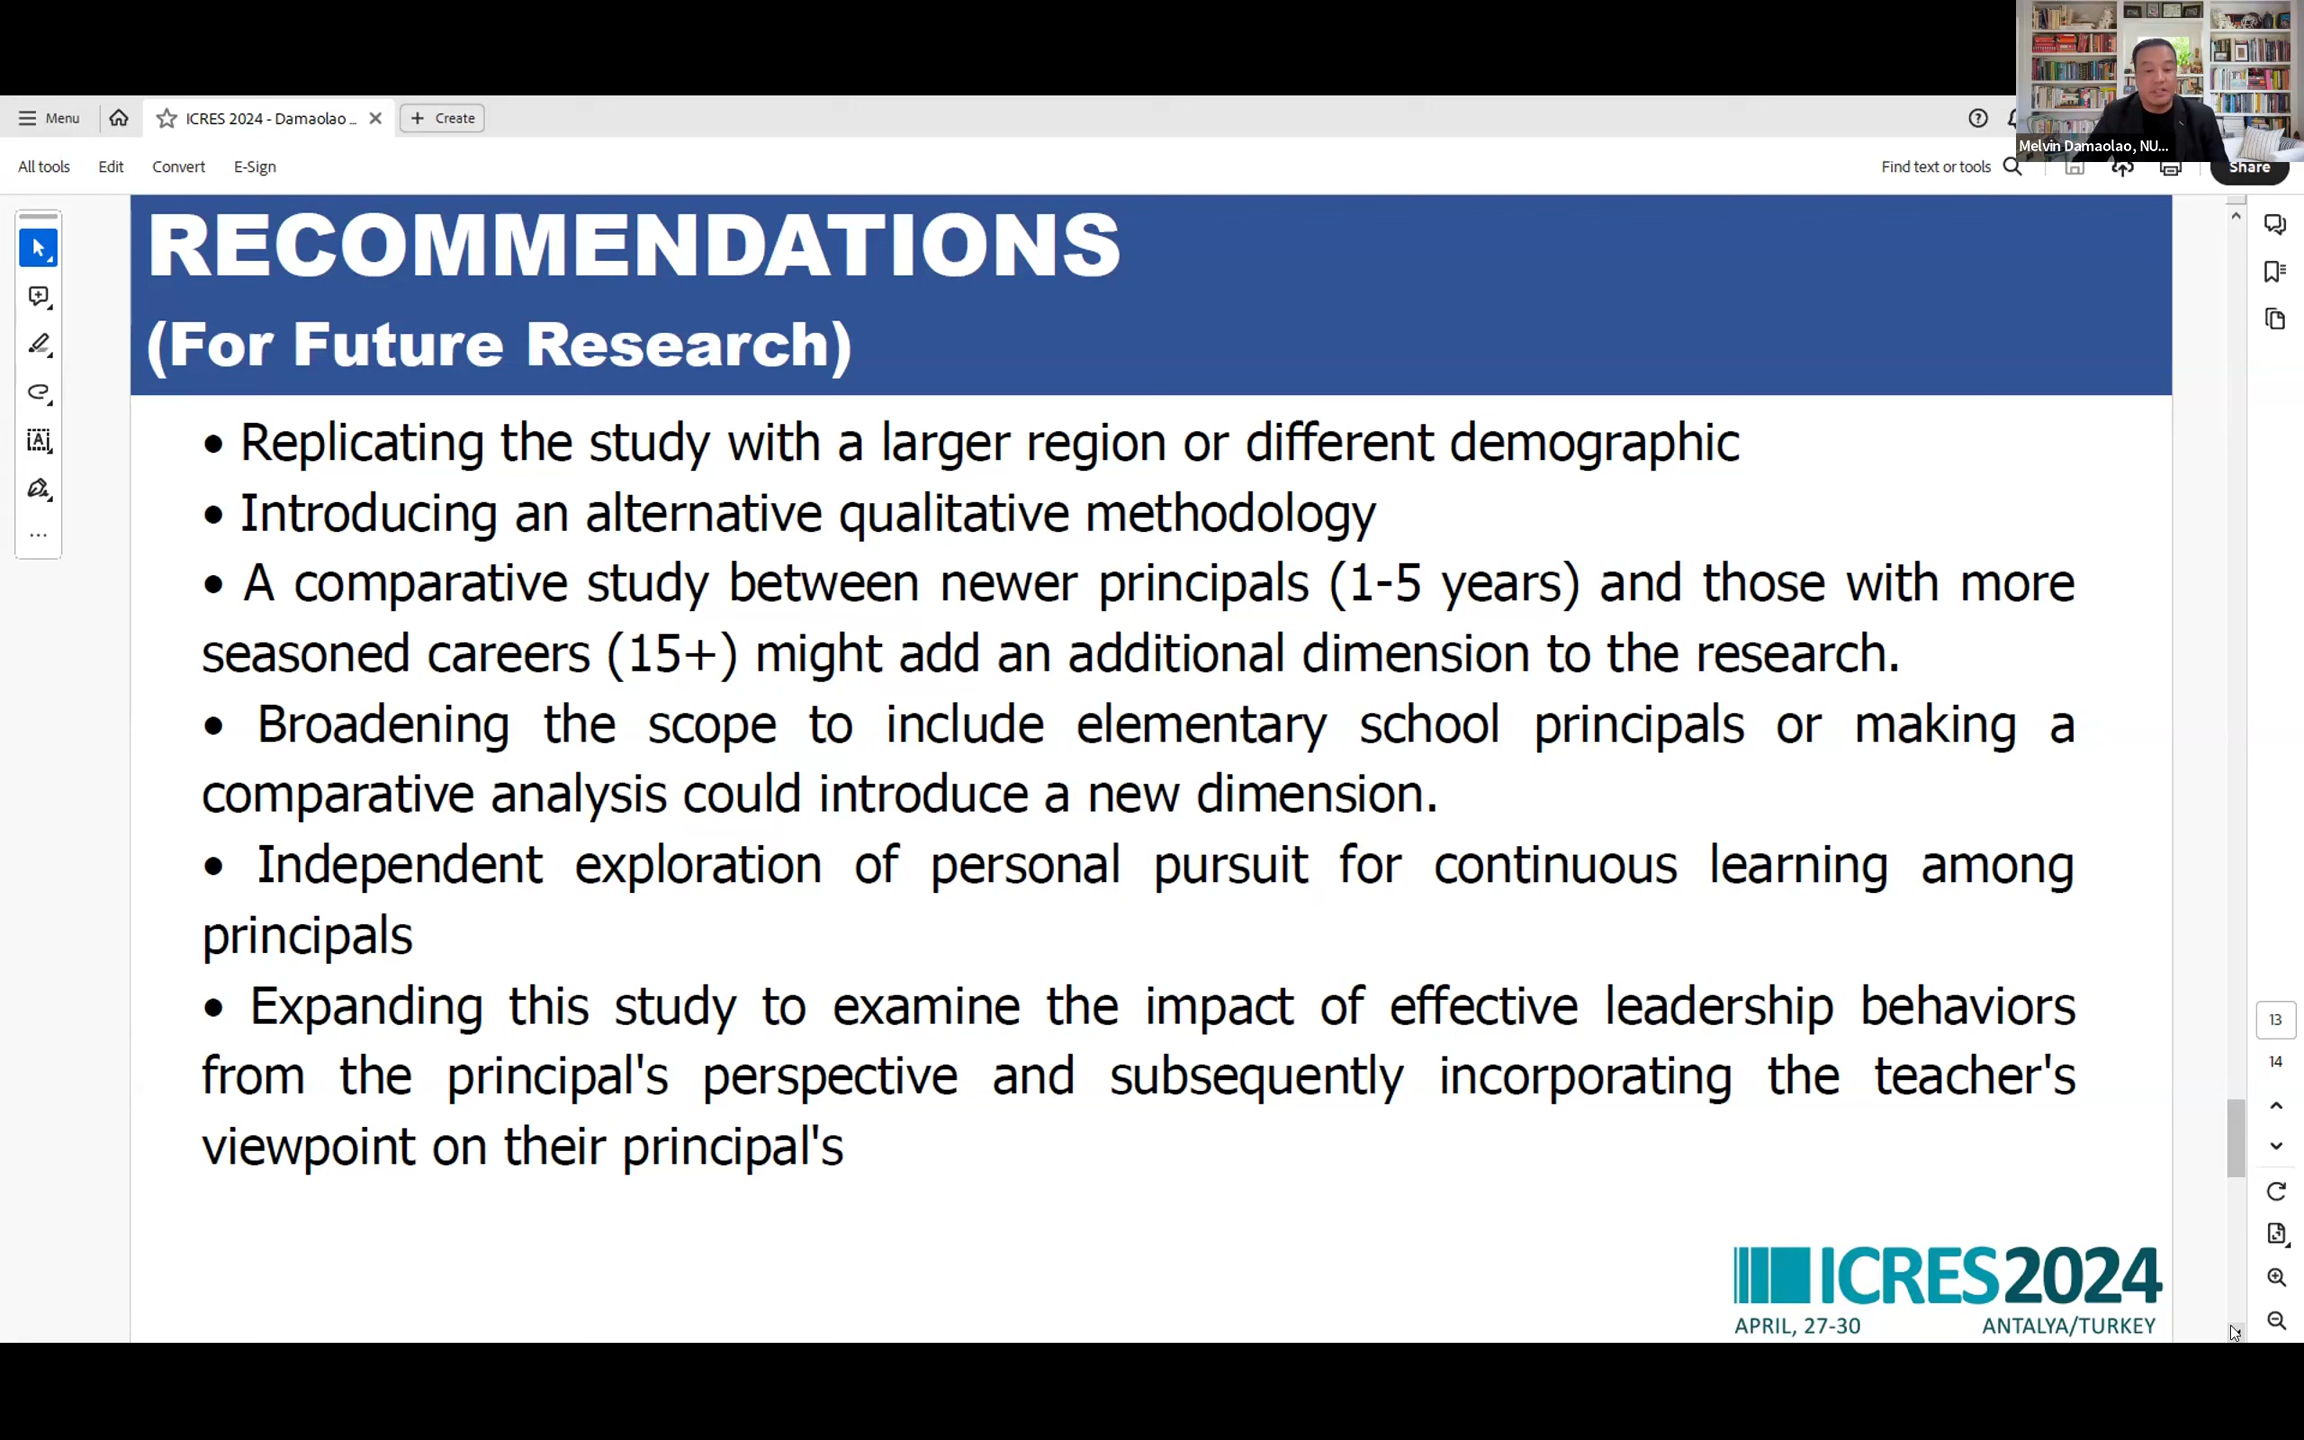 Melvin Damaolao, NU...
Menu
ICRES 2024 - Damaolao ...
Create
All tools Edit Convert E-Sign
Find text or tools
Share
RECOMMENDATIONS
(For Future Research)
• Replicating the study with a larger region or different demographic
• Introducing an alternative qualitative methodology
• A comparative study between newer principals (1-5 years) and those with more
seasoned careers (15+) might add an additional dimension to the research.
• Broadening the scope to include elementary school principals or making a
comparative analysis could introduce a new dimension.
• Independent exploration of personal pursuit for continuous learning among
principals
• Expanding this study to examine the impact of effective leadership behaviors
from the principal's perspective and subsequently incorporating the teacher's
viewpoint on their principal's
13
14
ICRES2024
APRIL, 27-30 ANTALYA/TURKEY